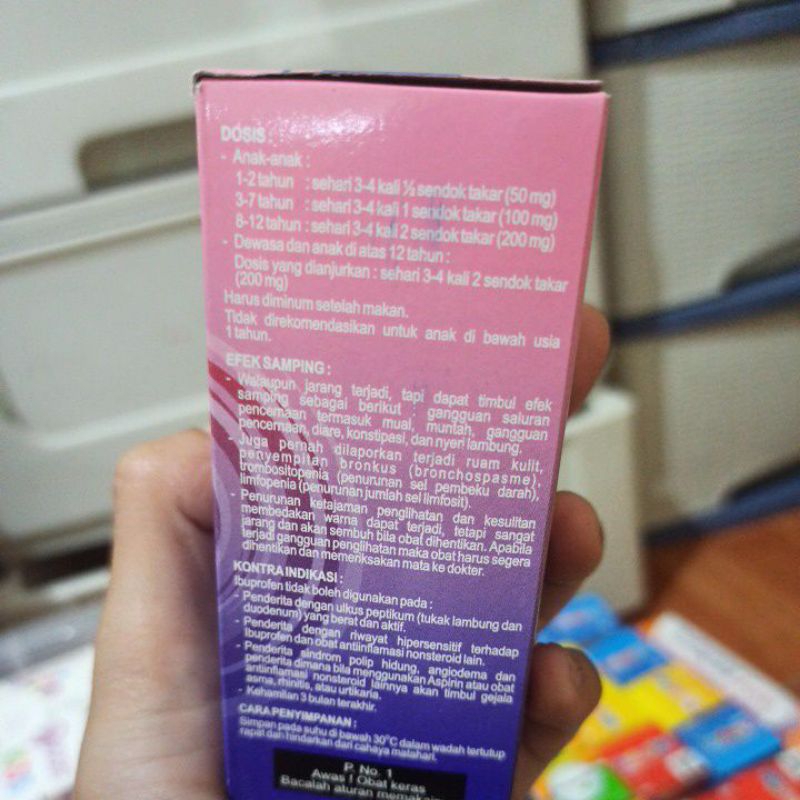 DOSIS :
- Anak-anak :
1-2 tahun : sehari 3-4 kali ½ sendok takar (50 mg)
3-7 tahun : sehari 3-4 kali 1 sendok takar (100 mg)
8-12 tahun : sehari 3-4 kali 2 sendok takar (200 mg)
- Dewasa dan anak di atas 12 tahun :
Dosis yang dianjurkan : sehari 3-4 kali 2 sendok takar
(200 mg)
Harus diminum setelah makan.
Tidak direkomendasikan untuk anak di bawah usia
1 tahun.
EFEK SAMPING :
- Walaupun jarang terjadi, tapi dapat timbul efek
samping sebagai berikut : gangguan saluran
pencernaan termasuk mual, muntah, gangguan
pencernaan, diare, konstipasi, dan nyeri lambung.
- Juga pernah dilaporkan terjadi ruam kulit,
penyempitan bronkus (bronchospasme),
trombositopenia (penurunan sel pembeku darah),
limfopenia (penurunan jumlah sel limfosit).
- Penurunan ketajaman penglihatan dan kesulitan
membedakan warna dapat terjadi, tetapi sangat
jarang dan akan sembuh bila obat dihentikan. Apabila
terjadi gangguan penglihatan maka obat harus segera
dihentikan dan memeriksakan mata ke dokter.
KONTRA INDIKASI :
Ibuprofen tidak boleh digunakan pada :
- Penderita dengan ulkus peptikum (tukak lambung dan
duodenum) yang berat dan aktif.
- Penderita dengan riwayat hipersensitif terhadap
Ibuprofen dan obat antiinflamasi nonsteroid lain.
- Penderita sindrom polip hidung, angiodema dan
penderita dimana bila menggunakan Aspirin atau obat
antiinflamasi nonsteroid lainnya akan timbul gejala
asma, rhinitis, atau urtikaria.
- Kehamilan 3 bulan terakhir.
CARA PENYIMPANAN :
Simpan pada suhu di bawah 30°C dalam wadah tertutup
rapat dan hindarkan dari cahaya matahari.
P. No. 1
Awas ! Obat keras
Bacalah aturan memakai